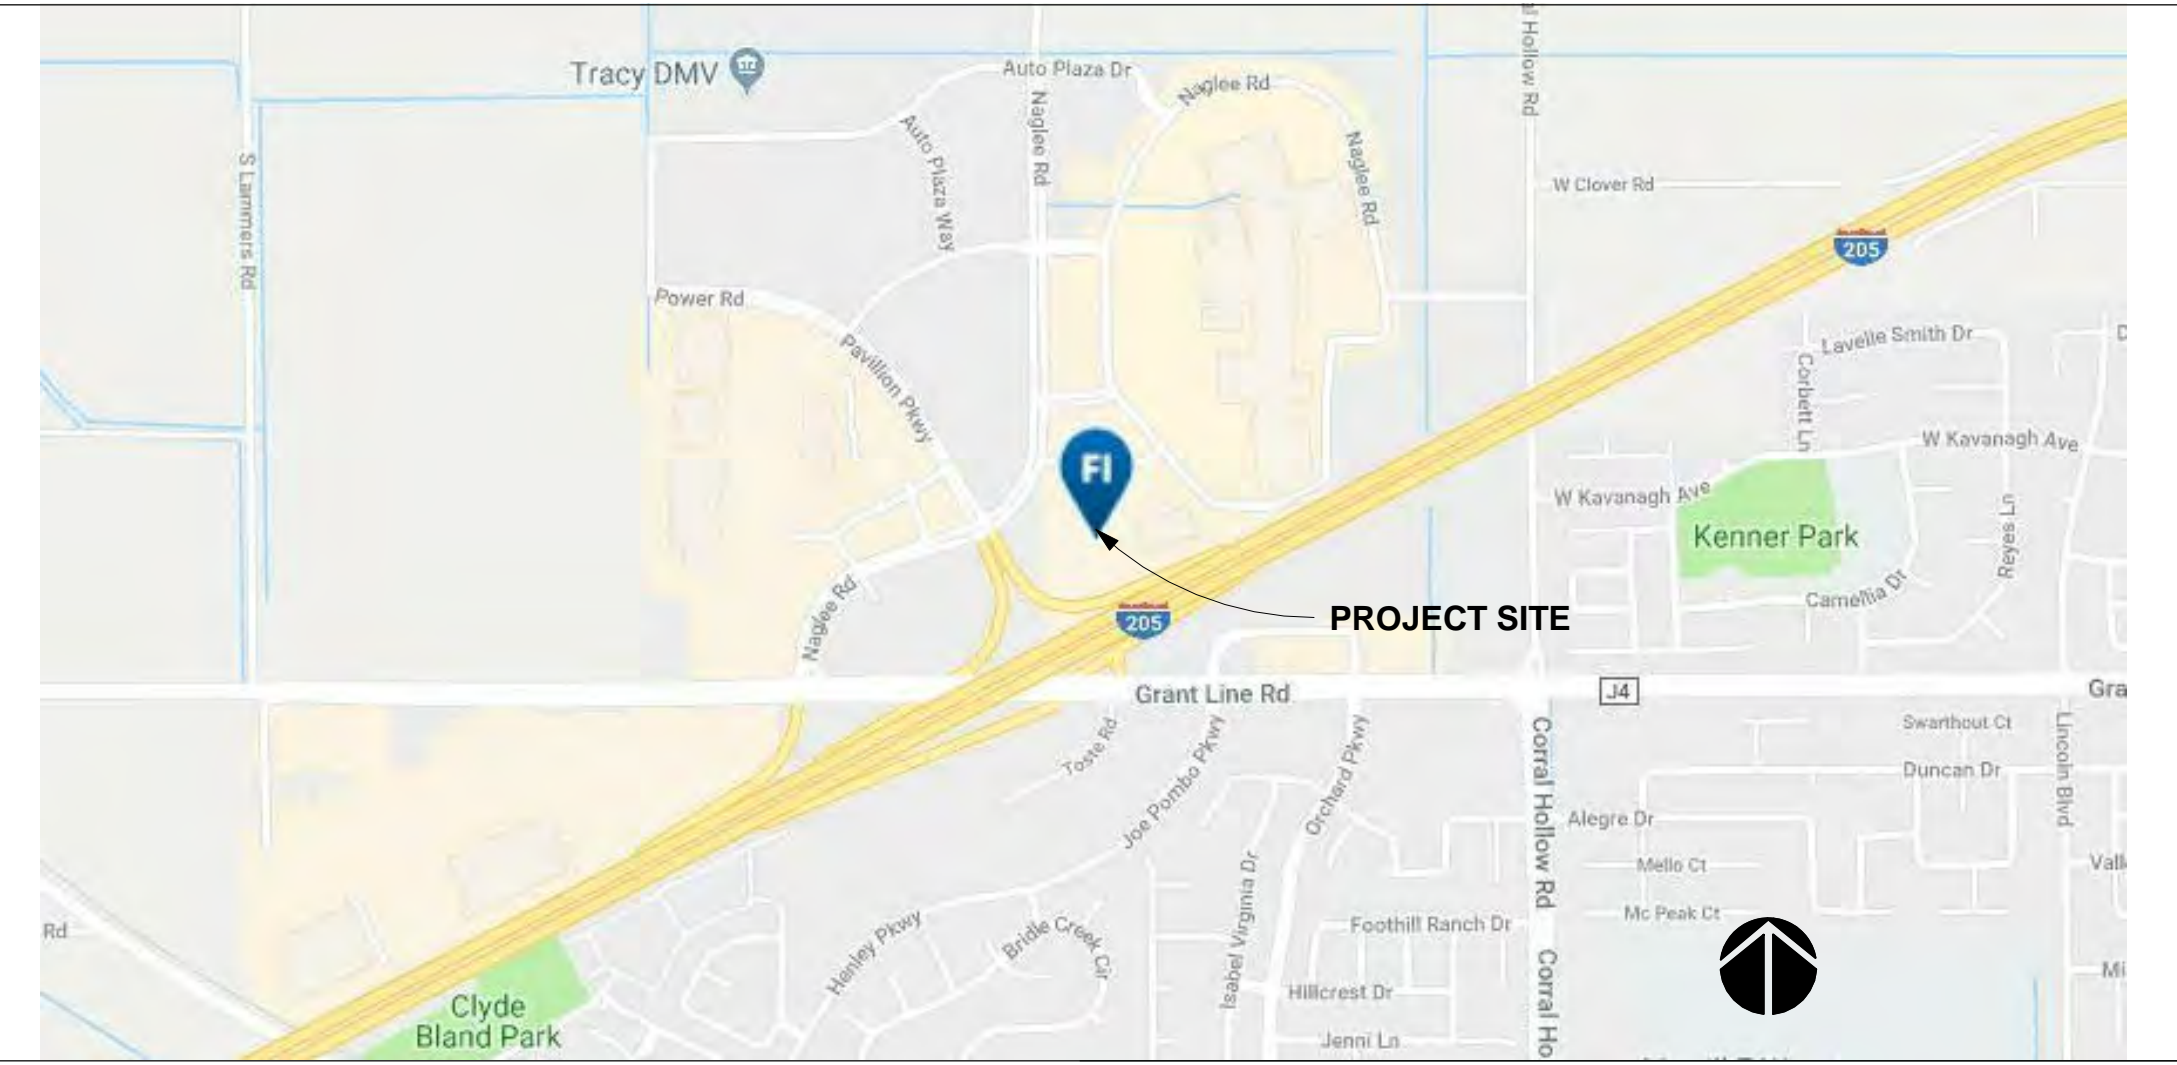 al Hollow Rd
Tracy DMV
Auto Plaza Dr
Naglee Rd
Naglee Rd
Auto Plaza Way
Naglee Rd
S Lammers Rd
W Clover Rd
205
Power Rd
Pavillion Pkwy
Lavelle Smith Dr
Corbett Ln
W Kavanagh Ave
FI
W Kavanagh Ave
Kenner Park
Reyes Ln
Camellia Dr
Naglee Rd
205
PROJECT SITE
Grant Line Rd
J4
Gra
Swarthout Ct
Toste Rd
Joe Pombo Pkwy
Orchard Pkwy
Corral Hollow Rd
Lincoln Blvd
Duncan Dr
Alegre Dr
Mello Ct
Vall
Mc Peak Ct
Isabel Virginia Dr
Foothill Ranch Dr
Rd
Henley Pkwy
Bridle Creek Cir
Corral Ho
Mi
Hillcrest Dr
Clyde
Bland Park
Jenni Ln